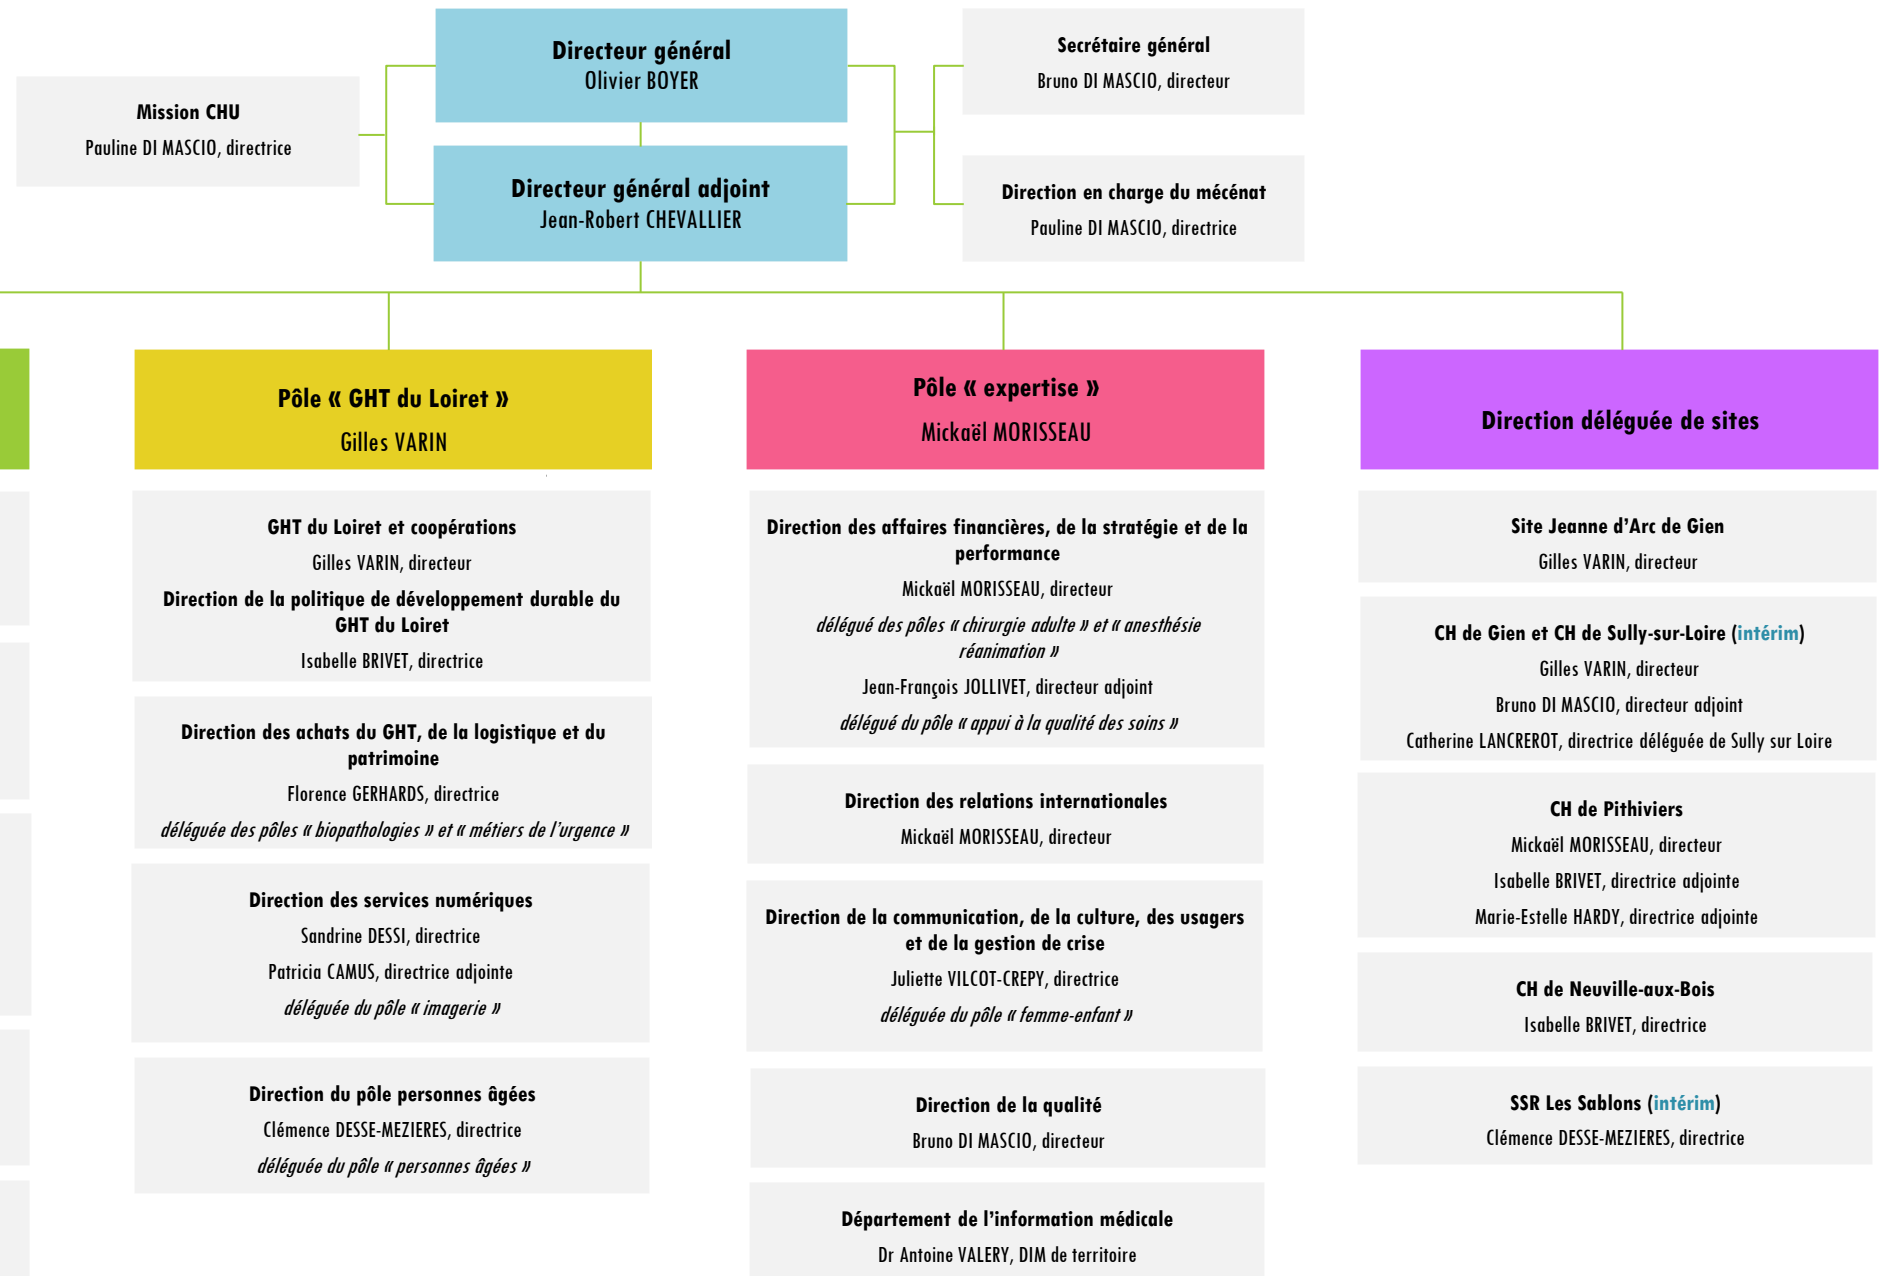 Directeur général
Olivier BOYER
Secrétaire général
Bruno DI MASCIO, directeur
Mission CHU
Pauline DI MASCIO, directrice
Directeur général adjoint
Jean-Robert CHEVALLIER
Direction en charge du mécénat
Pauline DI MASCIO, directrice
Pôle « GHT du Loiret »
Gilles VARIN
GHT du Loiret et coopérations
Gilles VARIN, directeur
Direction de la politique de développement durable du
GHT du Loiret
Isabelle BRIVET, directrice
Direction des achats du GHT, de la logistique et du
patrimoine
Florence GERHARDS, directrice
déléguée des pôles « biopathologies » et « métiers de l'urgence »
Direction des services numériques
Sandrine DESSI, directrice
Patricia CAMUS, directrice adjointe
déléguée du pôle « imagerie »
Direction du pôle personnes âgées
Clémence DESSE-MEZIERES, directrice
déléguée du pôle « personnes âgées »
Pôle « expertise »
Mickaël MORISSEAU
Direction des affaires financières, de la stratégie et de la
performance
Mickaël MORISSEAU, directeur
délégué des pôles « chirurgie adulte » et « anesthésie
réanimation »
Jean-François JOLLIVET, directeur adjoint
délégué du pôle « appui à la qualité des soins »
Direction des relations internationales
Mickaël MORISSEAU, directeur
Direction de la communication, de la culture, des usagers
et de la gestion de crise
Juliette VILCOT-CREPY, directrice
déléguée du pôle « femme-enfant »
Direction de la qualité
Bruno DI MASCIO, directeur
Département de l'information médicale
Dr Antoine VALERY, DIM de territoire
Direction déléguée de sites
Site Jeanne d'Arc de Gien
Gilles VARIN, directeur
CH de Gien et CH de Sully-sur-Loire (intérim)
Gilles VARIN, directeur
Bruno DI MASCIO, directeur adjoint
Catherine LANCREROT, directrice déléguée de Sully sur Loire
CH de Pithiviers
Mickaël MORISSEAU, directeur
Isabelle BRIVET, directrice adjointe
Marie-Estelle HARDY, directrice adjointe
CH de Neuville-aux-Bois
Isabelle BRIVET, directrice
SSR Les Sablons (intérim)
Clémence DESSE-MEZIERES, directrice